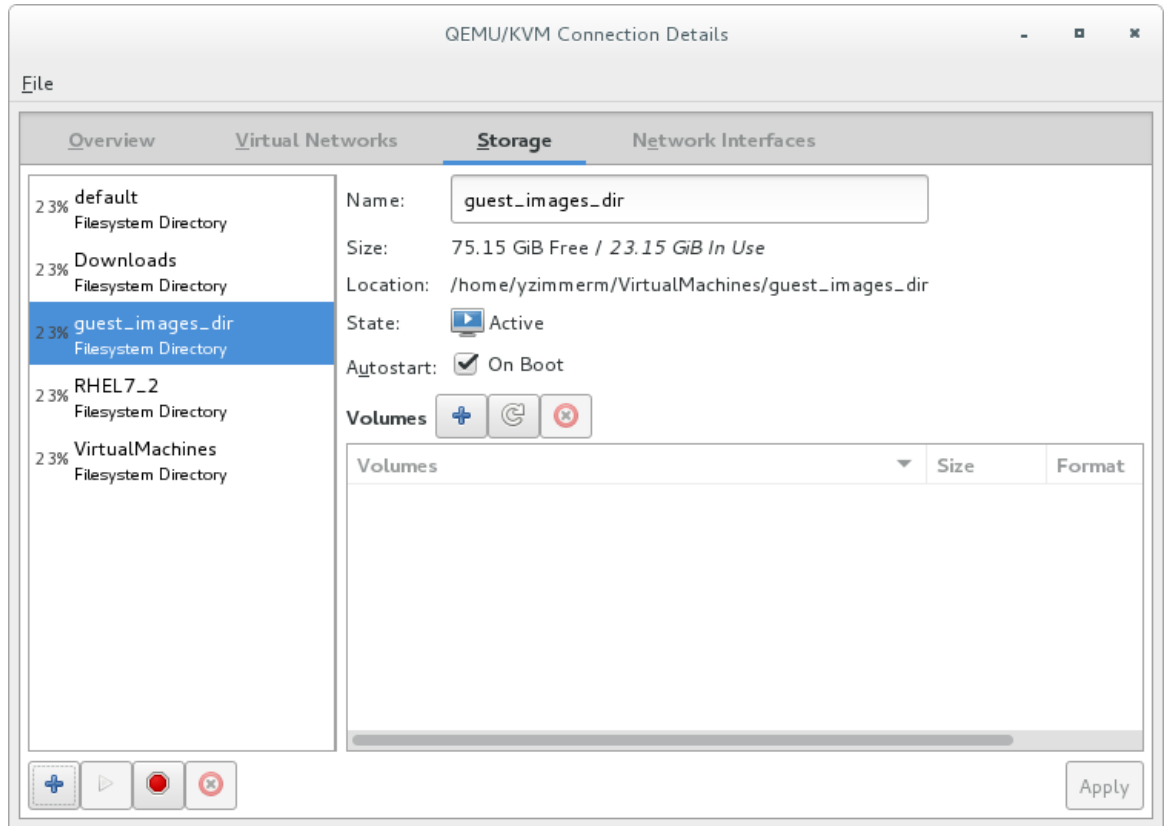 QEMU/KVM Connection Details
File
Overview Virtual Networks Storage Network Interfaces
23% default
Filesystem Directory
23% Downloads
Filesystem Directory
23% guest_images_dir
Filesystem Directory
23% RHEL7_2
Filesystem Directory
23% VirtualMachines
Filesystem Directory
Name: guest_images_dir
Size: 75.15 GiB Free / 23.15 GiB In Use
Location: /home/yzimmerm/VirtualMachines/guest_images_dir
State: Active
Autostart: On Boot
Volumes
Volumes Size Format
Apply